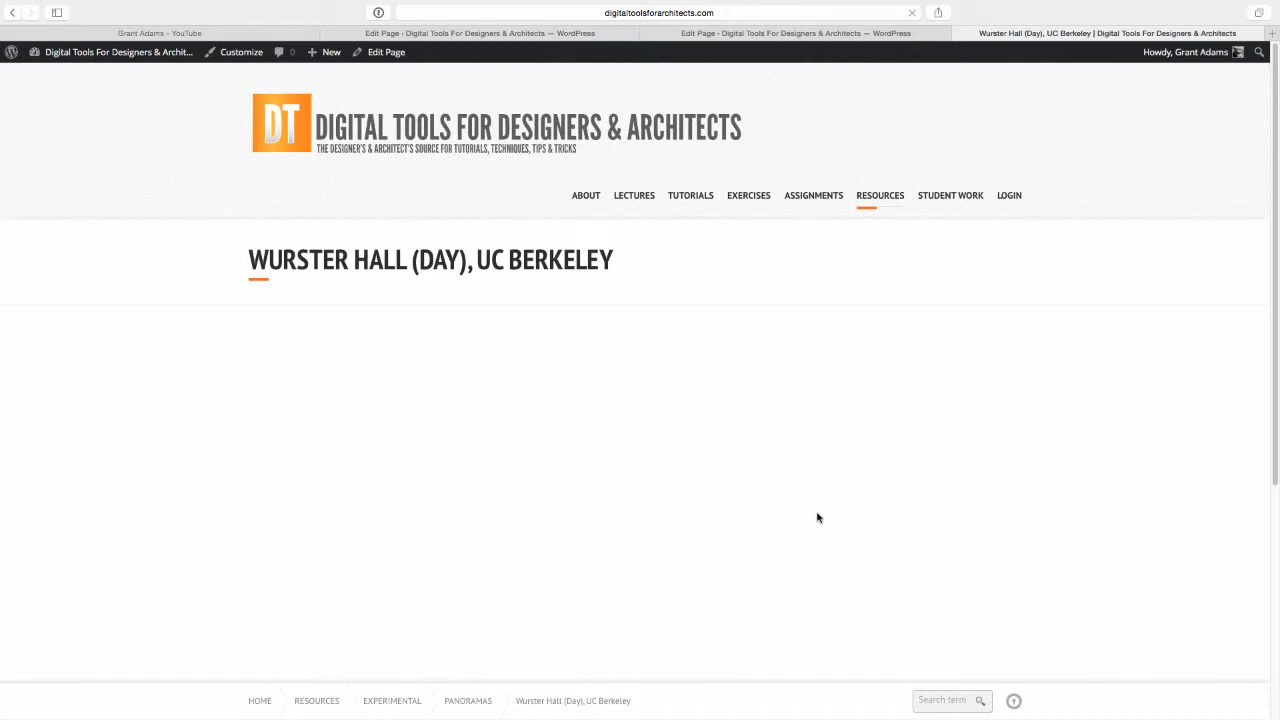 digitaltoolsforarchitects.com
Grant Adams - YouTube
Edit Page ‹ Digital Tools For Designers & Architects — WordPress
Edit Page ‹ Digital Tools For Designers & Architects — WordPress
Wurster Hall (Day), UC Berkeley | Digital Tools For Designers & Architects
Digital Tools For Designers & Archit... Customize 0 New Edit Page Howdy, Grant Adams
DT DIGITAL TOOLS FOR DESIGNERS & ARCHITECTS
THE DESIGNER'S & ARCHITECT'S SOURCE FOR TUTORIALS, TECHNIQUES, TIPS & TRICKS
ABOUT LECTURES TUTORIALS EXERCISES ASSIGNMENTS RESOURCES STUDENT WORK LOGIN
WURSTER HALL (DAY), UC BERKELEY
HOME RESOURCES EXPERIMENTAL PANORAMAS Wurster Hall (Day), UC Berkeley Search term